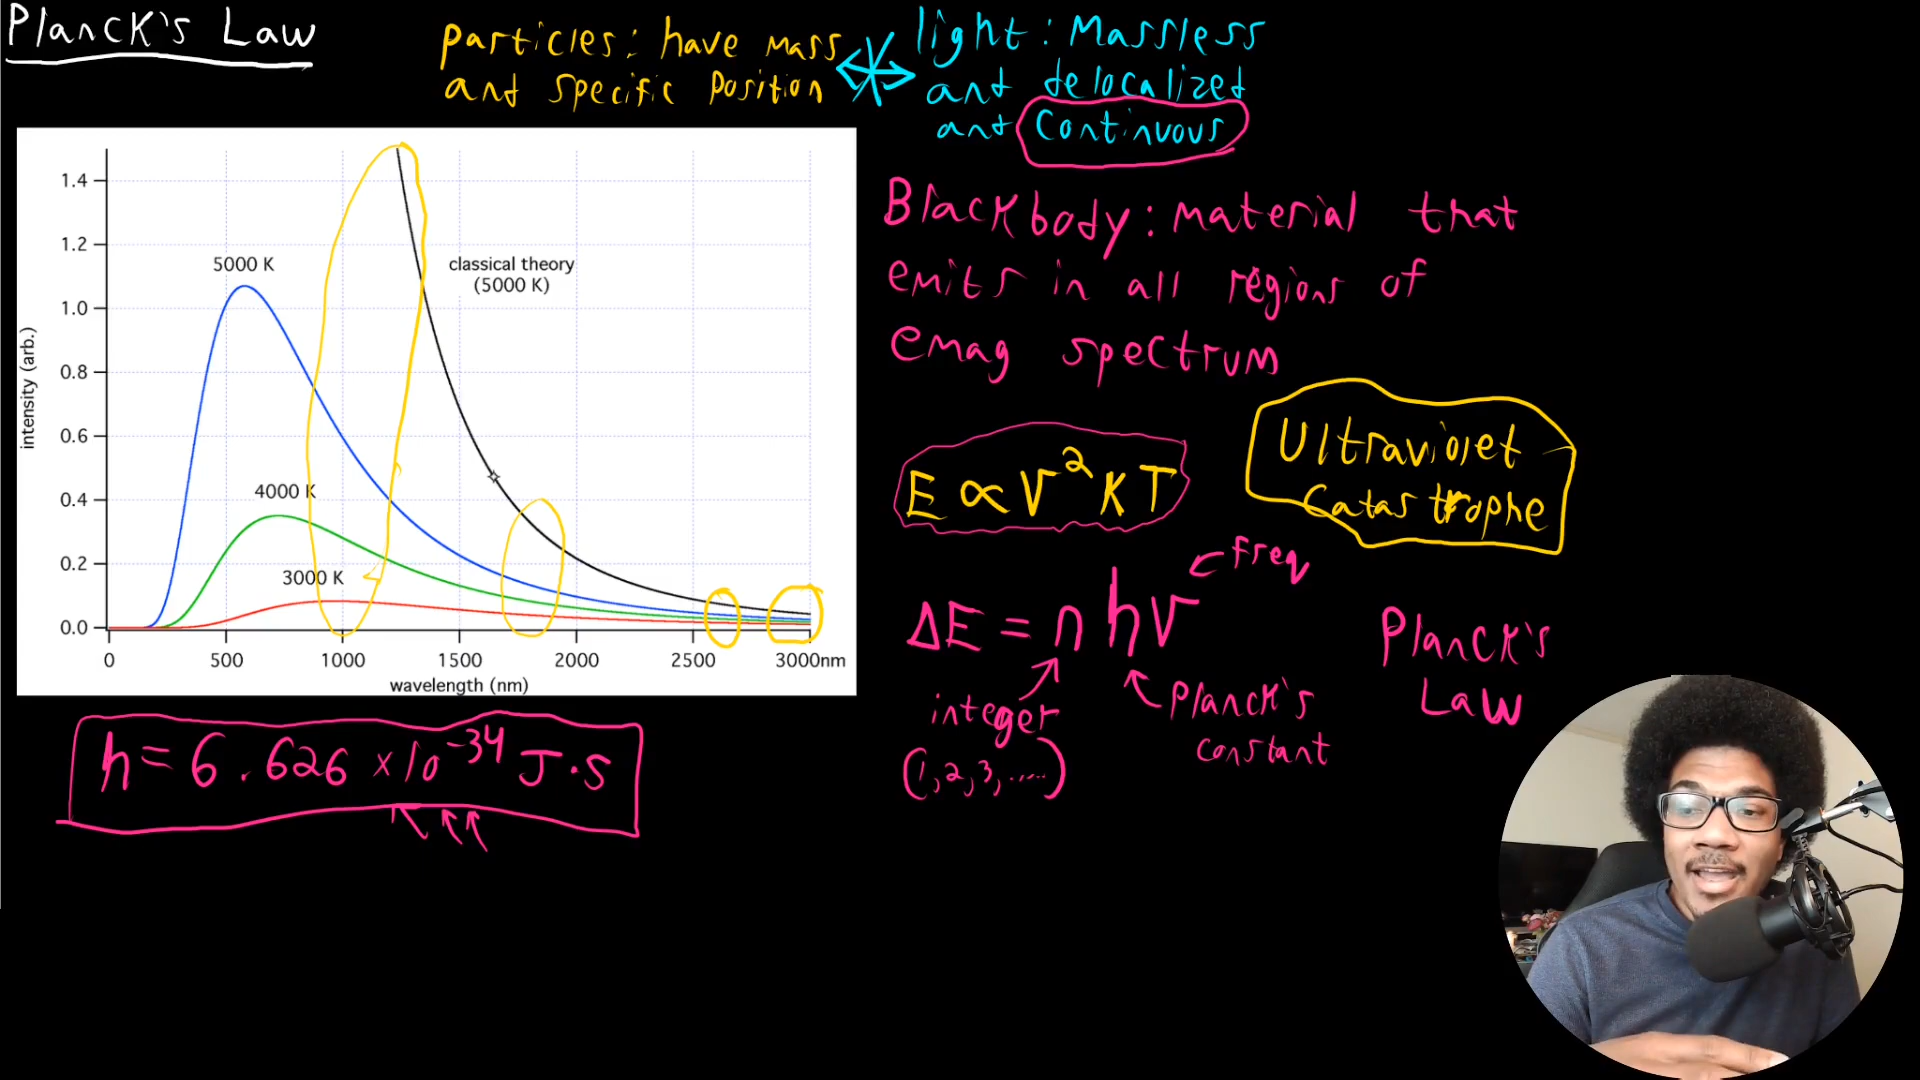 Planck's Law
particles: have mass
and specific position
light: Massless
and delocalized
and Continuous
Blackbody: material that
emits in all regions of
emag spectrum
1.4
1.2
1.0
0.8
0.6
0.4
0.2
0.0
intensity (arb.)
5000 K
4000 K
3000 K
classical theory
(5000 K)
0 500 1000 1500 2000 2500 3000nm
wavelength (nm)
E ∝ V² K T
Ultraviolet
Catastrophe
ΔE = n h V
freq
integer
(1,2,3,.....)
Planck's
constant
Planck's
Law
h = 6.626 ×10⁻³⁴ J·s